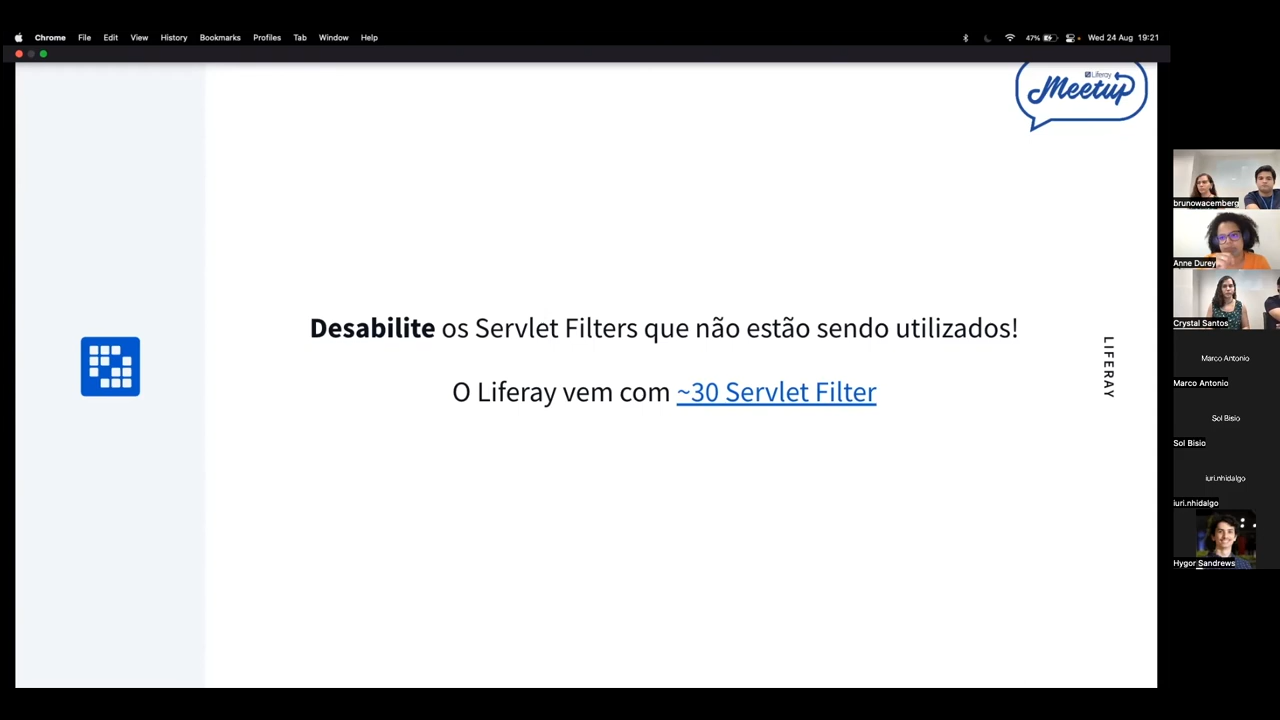 Chrome File Edit View History Bookmarks Profiles Tab Window Help 47% Wed 24 Aug 19:21
Liferay
Meetup
Desabilite os Servlet Filters que não estão sendo utilizados!
O Liferay vem com ~30 Servlet Filter
LIFERAY
brunowacemberg
Anne Durey
Crystal Santos
Marco Antonio
Marco Antonio
Sol Bisio
Sol Bisio
iuri.nhidalgo
iuri.nhidalgo
Hygor Sandrews